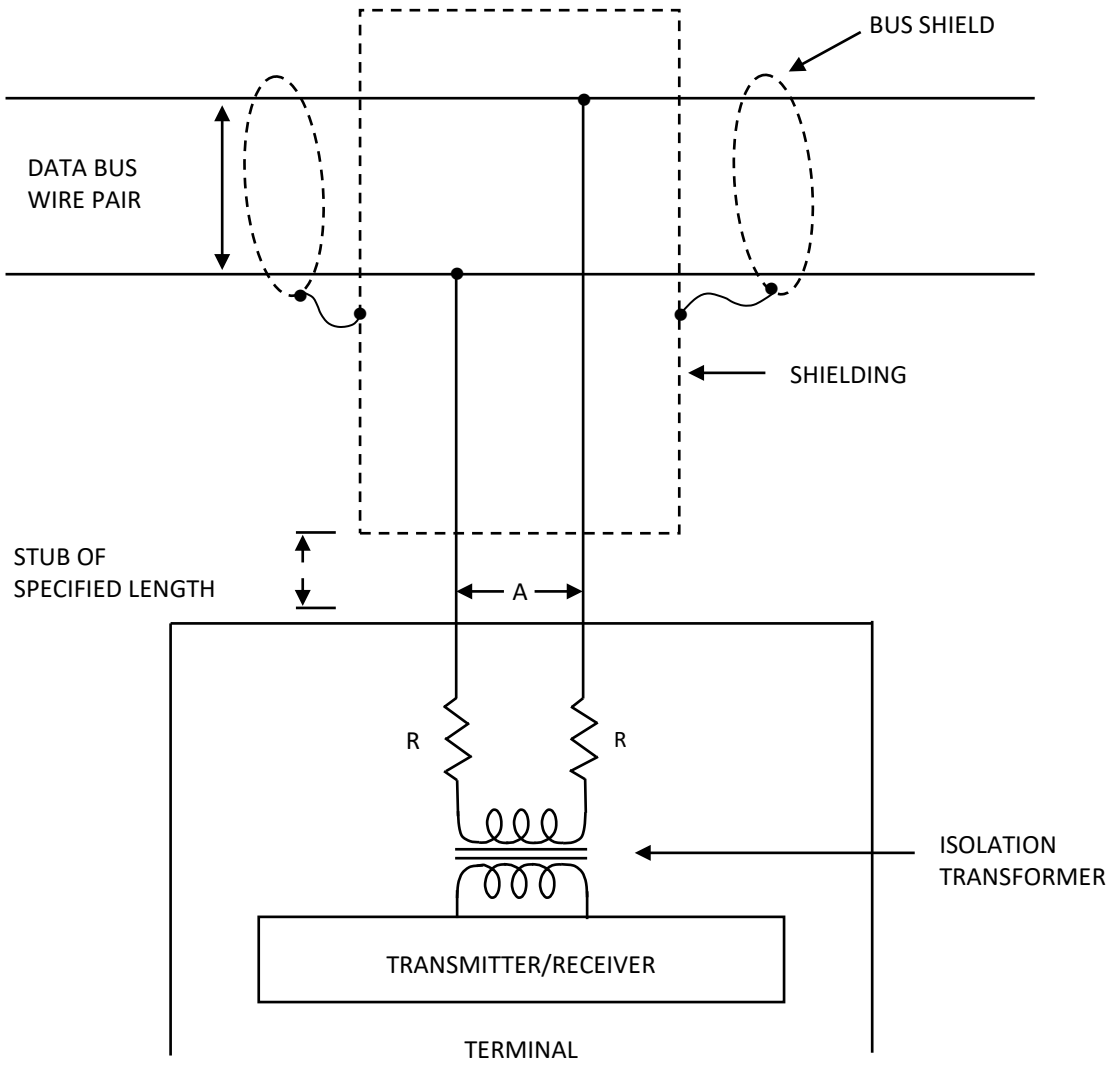 BUS SHIELD
DATA BUS
WIRE PAIR
SHIELDING
STUB OF
SPECIFIED LENGTH
A
R
R
ISOLATION
TRANSFORMER
TRANSMITTER/RECEIVER
TERMINAL